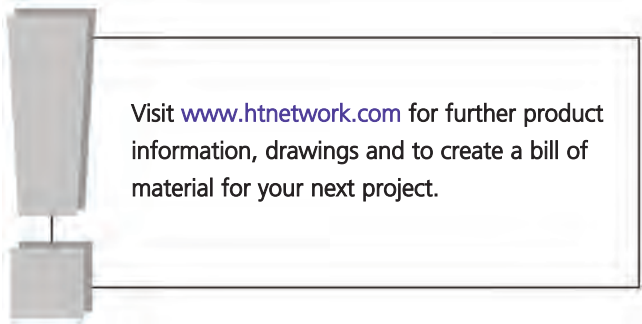 Visit www.htnetwork.com for further product
information, drawings and to create a bill of
material for your next project.